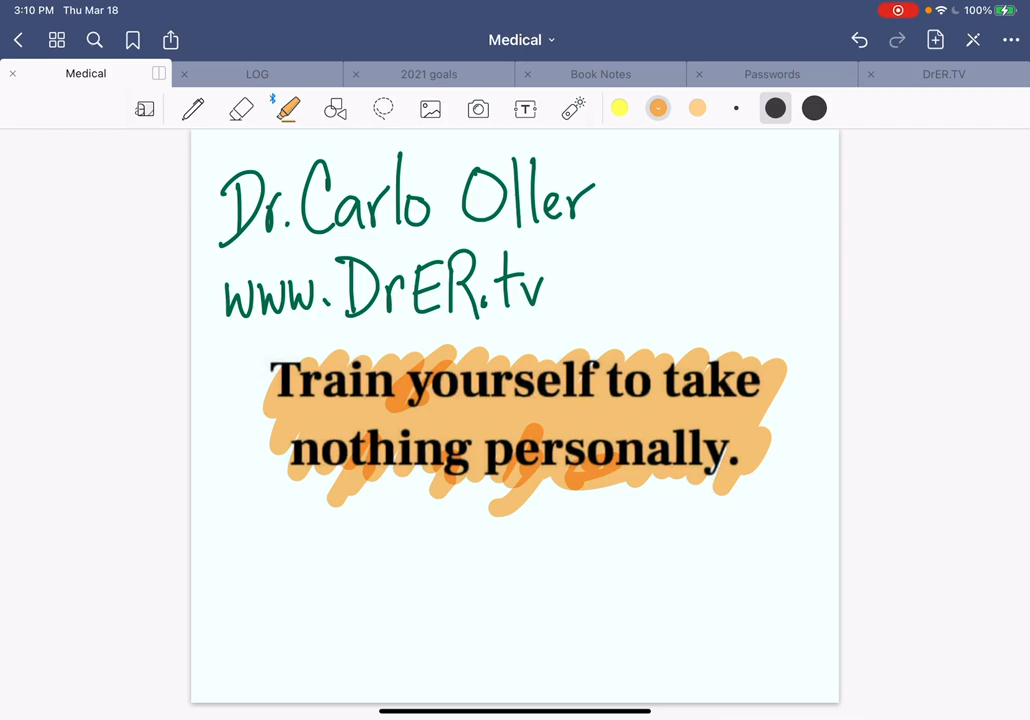 3:10 PM Thu Mar 18 100%
Medical
Medical LOG 2021 goals Book Notes Passwords DrER.TV
T
Dr. Carlo Oller
www.DrER.tv
Train yourself to take
nothing personally.